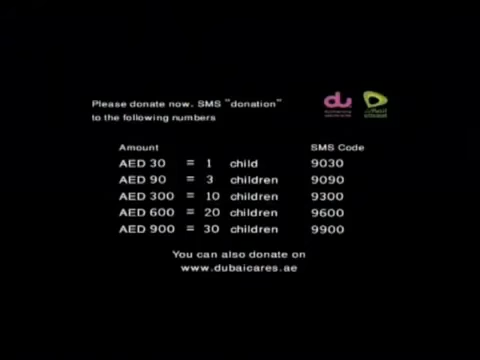 Please donate now. SMS "donation"
to the following numbers
du
Amount SMS Code
AED 30 = 1 child 9030
AED 90 = 3 children 9090
AED 300 = 10 children 9300
AED 600 = 20 children 9600
AED 900 = 30 children 9900
You can also donate on
www.dubaicares.ae